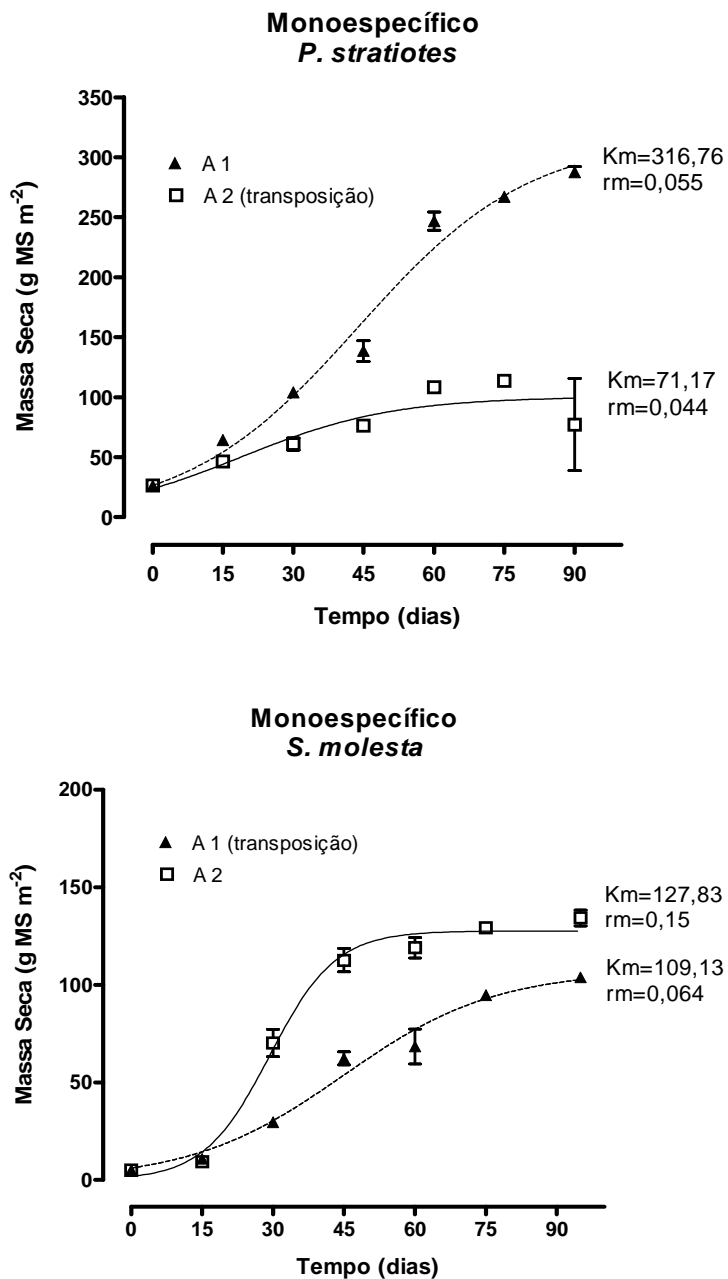 Monoespecífico
P. stratiotes
350
300
250
200
150
100
50
0
Massa Seca (g MS m-2)
A 1
A 2 (transposição)
Km=316,76
rm=0,055
Km=71,17
rm=0,044
0 15 30 45 60 75 90
Tempo (dias)
Monoespecífico
S. molesta
200
150
100
50
0
Massa Seca (g MS m-2)
A 1 (transposição)
A 2
Km=127,83
rm=0,15
Km=109,13
rm=0,064
0 15 30 45 60 75 90
Tempo (dias)